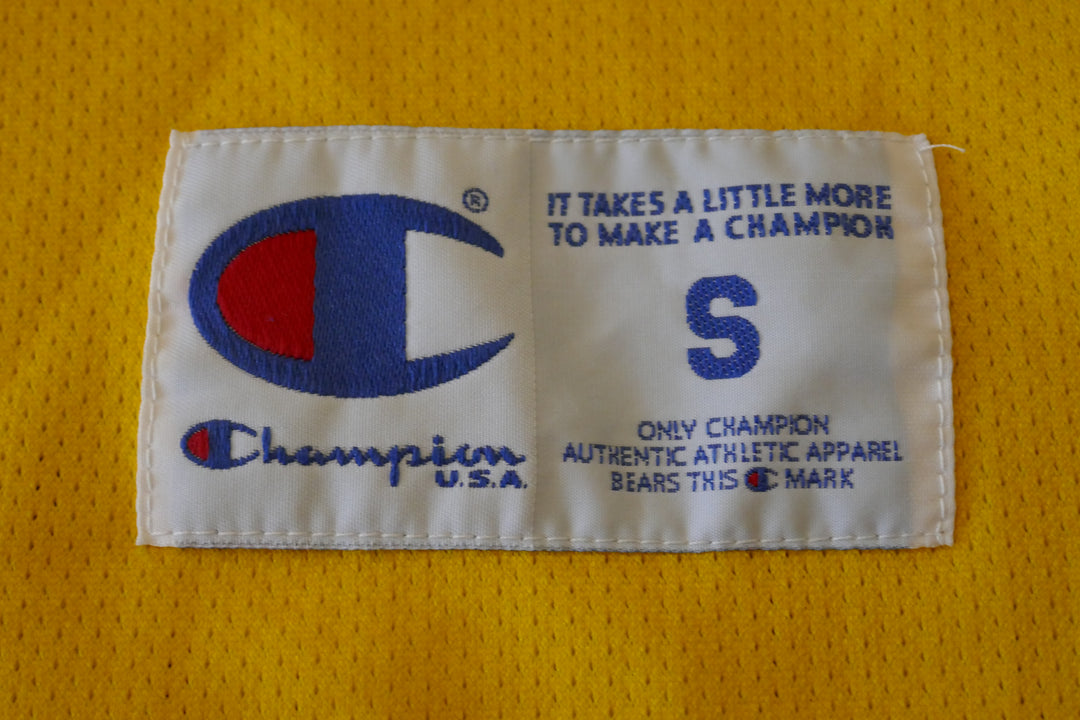 ®
Champion
U.S.A.
IT TAKES A LITTLE MORE
TO MAKE A CHAMPION
S
ONLY CHAMPION
AUTHENTIC ATHLETIC APPAREL
BEARS THIS C MARK